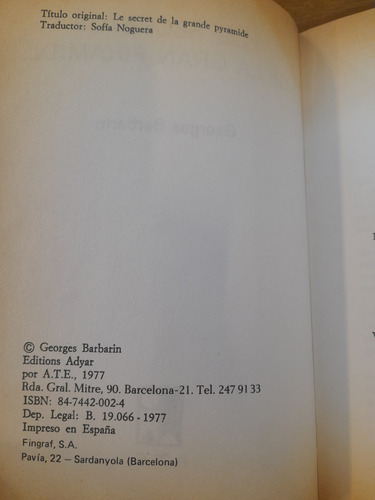 Título original: Le secret de la grande pyramide
Traductor: Sofía Noguera
Georges Barbarin
© Georges Barbarin
Editions Adyar
por A.T.E., 1977
Rda. Gral. Mitre, 90. Barcelona-21. Tel. 247 91 33
ISBN: 84-7442-002-4
Dep. Legal: B. 19.066 - 1977
Impreso en España
Fingraf, S.A.
Pavía, 22 – Sardanyola (Barcelona)